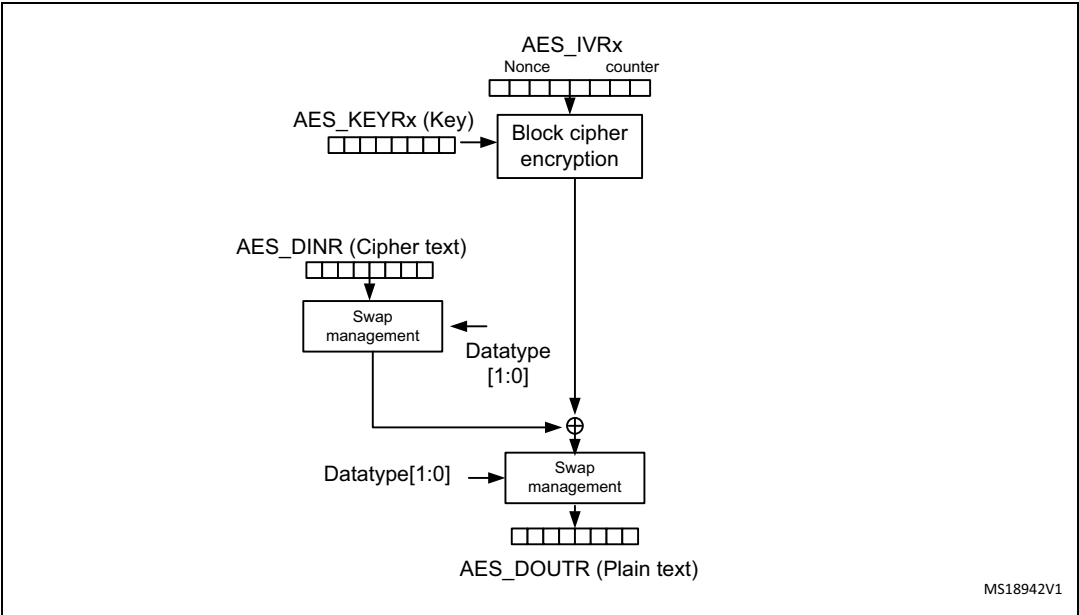 AES_IVRx
Nonce counter
AES_KEYRx (Key)
Block cipher
encryption
AES_DINR (Cipher text)
Swap
management
Datatype
[1:0]
Datatype[1:0]
Swap
management
AES_DOUTR (Plain text)
MS18942V1